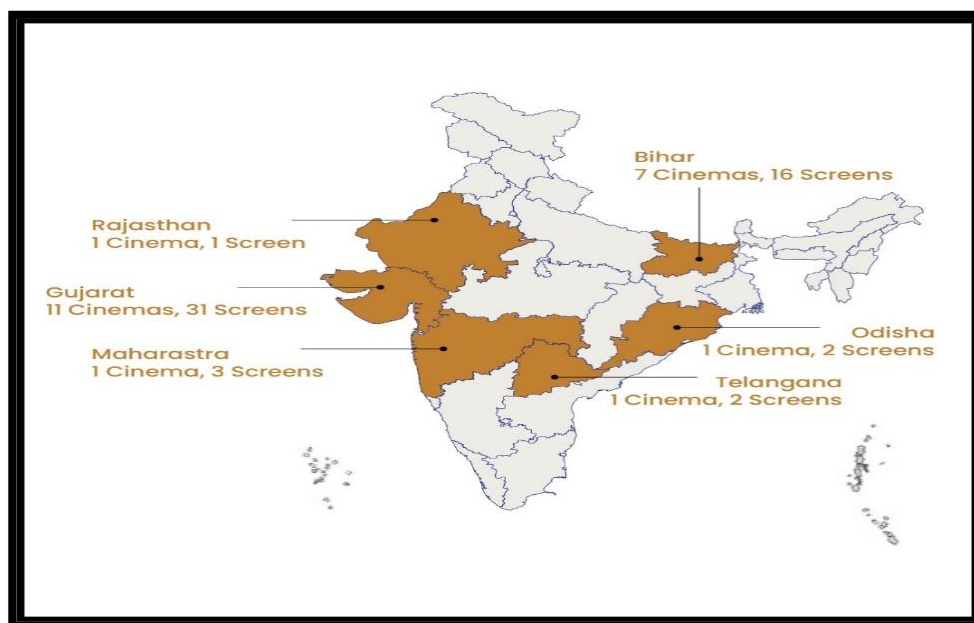 Bihar
7 Cinemas, 16 Screens
Rajasthan
1 Cinema, 1 Screen
Gujarat
11 Cinemas, 31 Screens
Maharastra
1 Cinema, 3 Screens
Odisha
1 Cinema, 2 Screens
Telangana
1 Cinema, 2 Screens